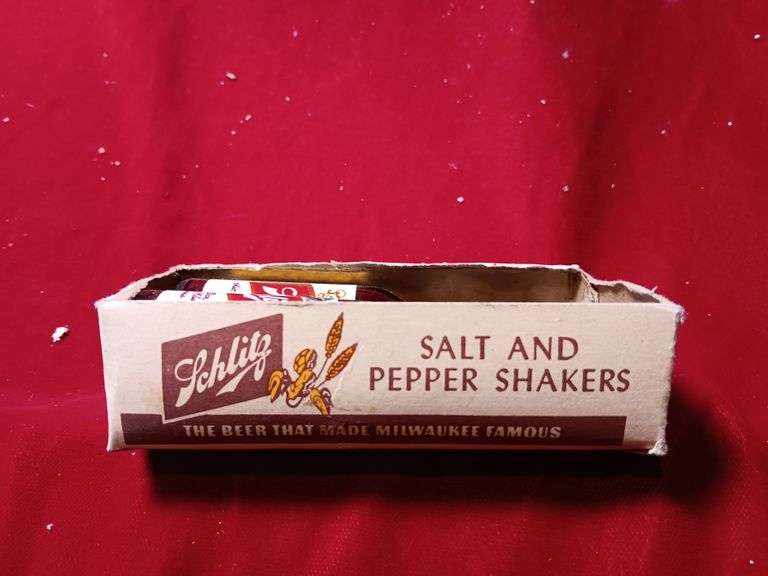 Schlitz
SALT AND
PEPPER SHAKERS
THE BEER THAT MADE MILWAUKEE FAMOUS